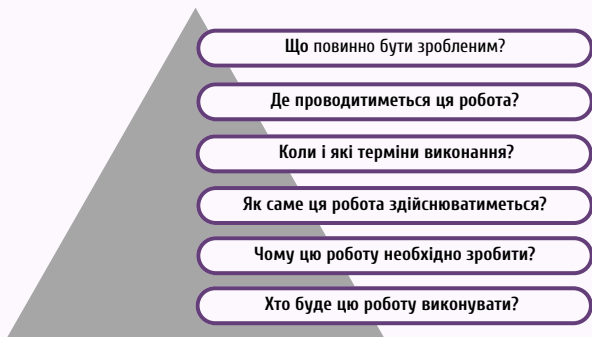 Що повинно бути зробленим?
Де проводитиметься ця робота?
Коли і які терміни виконання?
Як саме ця робота здійснюватиметься?
Чому цю роботу необхідно зробити?
Хто буде цю роботу виконувати?